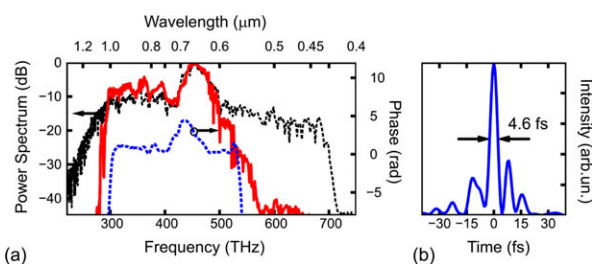 Wavelength (μm)
1.2 1.0 0.8 0.7 0.6 0.5 0.45 0.4
Power Spectrum (dB)
0
−10
−20
−30
−40
10
5
0
−5
Phase (rad)
300 400 500 600 700
Frequency (THz)
(a)
4.6 fs
Intensity (arb.un.)
−30 −15 0 15 30
Time (fs)
(b)